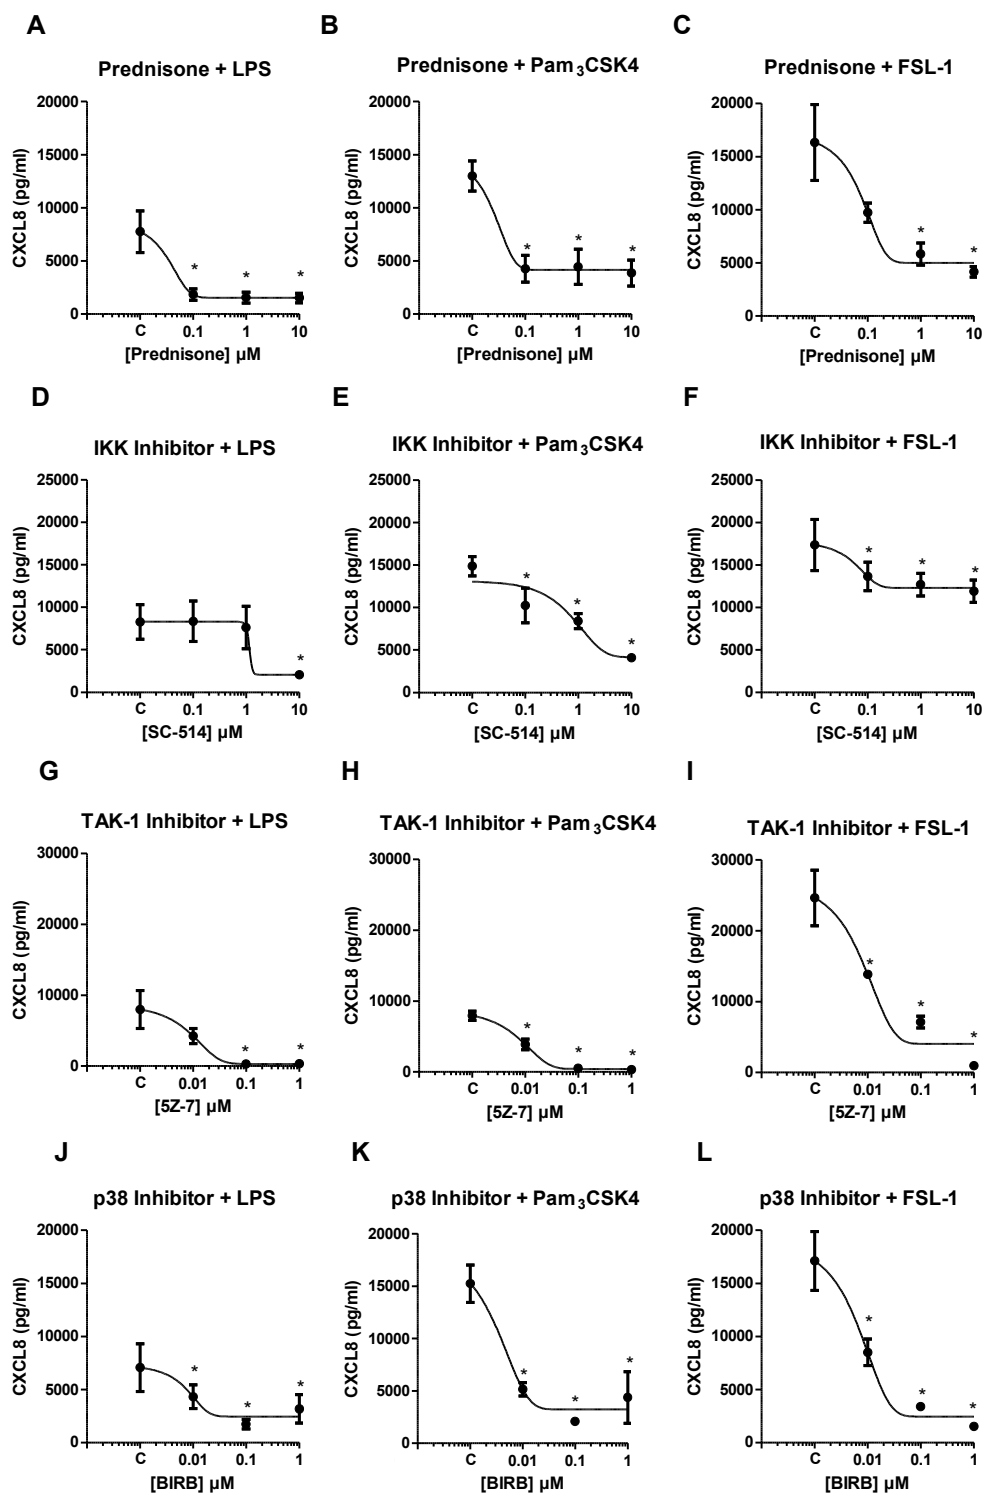 A
Prednisone + LPS
CXCL8 (pg/ml)
20000
15000
10000
5000
0
* * *
C 0.1 1 10
[Prednisone] µM
B
Prednisone + Pam3CSK4
CXCL8 (pg/ml)
20000
15000
10000
5000
0
* * *
C 0.1 1 10
[Prednisone] µM
C
Prednisone + FSL-1
CXCL8 (pg/ml)
20000
15000
10000
5000
0
* *
C 0.1 1 10
[Prednisone] µM
D
IKK Inhibitor + LPS
CXCL8 (pg/ml)
25000
20000
15000
10000
5000
0
*
C 0.1 1 10
[SC-514] µM
E
IKK Inhibitor + Pam3CSK4
CXCL8 (pg/ml)
25000
20000
15000
10000
5000
0
* * *
C 0.1 1 10
[SC-514] µM
F
IKK Inhibitor + FSL-1
CXCL8 (pg/ml)
25000
20000
15000
10000
5000
0
* * *
C 0.1 1 10
[SC-514] µM
G
TAK-1 Inhibitor + LPS
CXCL8 (pg/ml)
30000
20000
10000
0
* *
C 0.01 0.1 1
[5Z-7] µM
H
TAK-1 Inhibitor + Pam3CSK4
CXCL8 (pg/ml)
30000
20000
10000
0
* * *
C 0.01 0.1 1
[5Z-7] µM
I
TAK-1 Inhibitor + FSL-1
CXCL8 (pg/ml)
30000
20000
10000
0
* * *
C 0.01 0.1 1
[5Z-7] µM
J
p38 Inhibitor + LPS
CXCL8 (pg/ml)
20000
15000
10000
5000
0
* * *
C 0.01 0.1 1
[BIRB] µM
K
p38 Inhibitor + Pam3CSK4
CXCL8 (pg/ml)
20000
15000
10000
5000
0
* * *
C 0.01 0.1 1
[BIRB] µM
L
p38 Inhibitor + FSL-1
CXCL8 (pg/ml)
20000
15000
10000
5000
0
* * *
C 0.01 0.1 1
[BIRB] µM